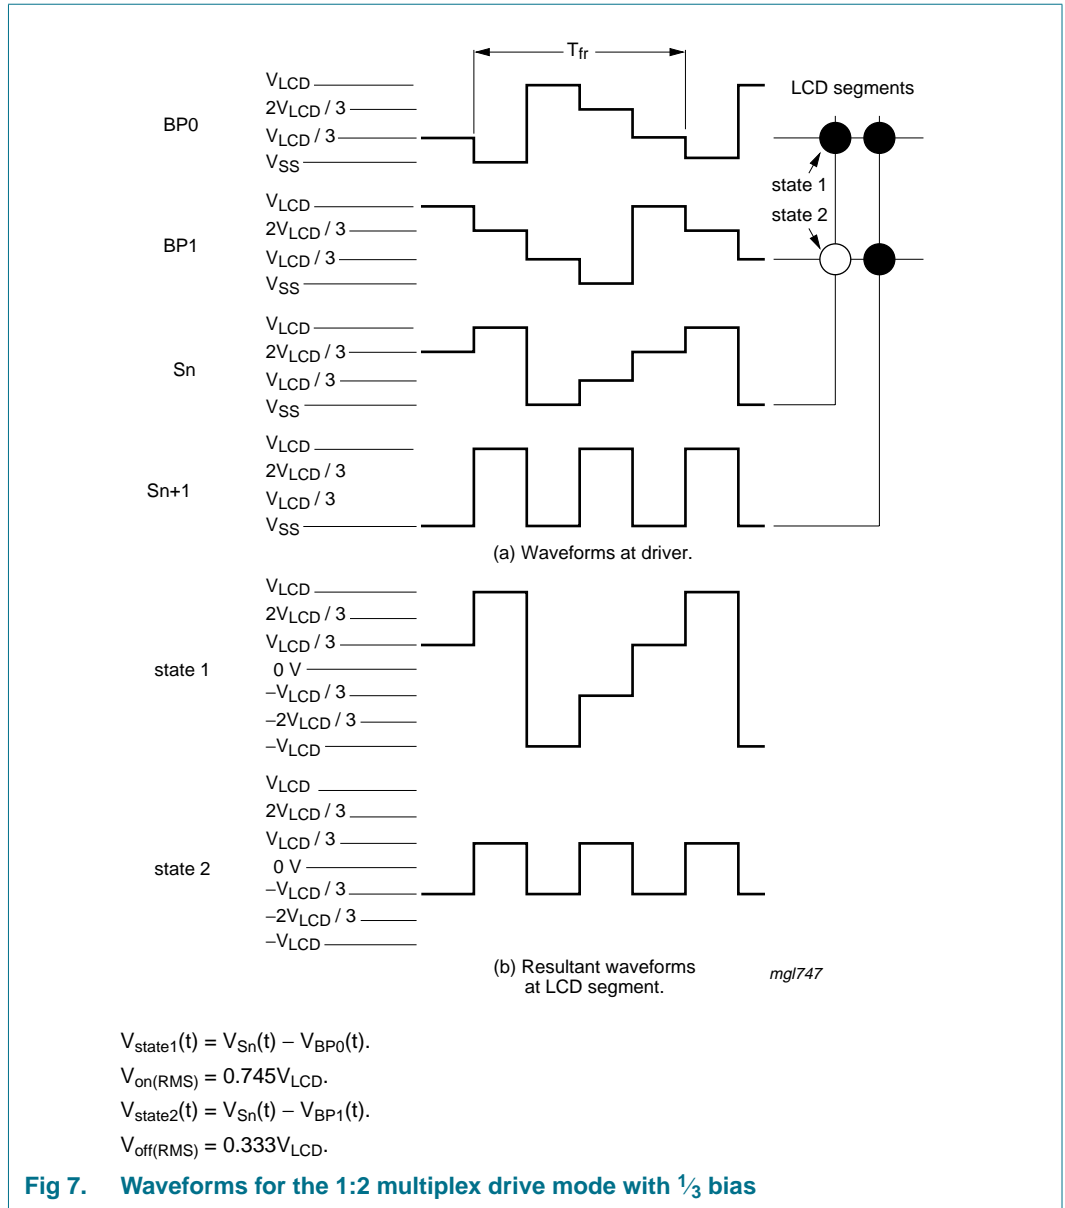 Tfr
VLCD
2VLCD / 3
VLCD / 3
VSS
BP0
LCD segments
state 1
state 2
VLCD
2VLCD / 3
VLCD / 3
VSS
BP1
VLCD
2VLCD / 3
VLCD / 3
VSS
Sn
VLCD
2VLCD / 3
VLCD / 3
VSS
Sn+1
(a) Waveforms at driver.
VLCD
2VLCD / 3
VLCD / 3
0 V
−VLCD / 3
−2VLCD / 3
−VLCD
state 1
VLCD
2VLCD / 3
VLCD / 3
0 V
−VLCD / 3
−2VLCD / 3
−VLCD
state 2
(b) Resultant waveforms
at LCD segment.
mgl747
Vstate1(t) = VSn(t) − VBP0(t).
Von(RMS) = 0.745VLCD.
Vstate2(t) = VSn(t) − VBP1(t).
Voff(RMS) = 0.333VLCD.
Fig 7. Waveforms for the 1:2 multiplex drive mode with 1⁄3 bias